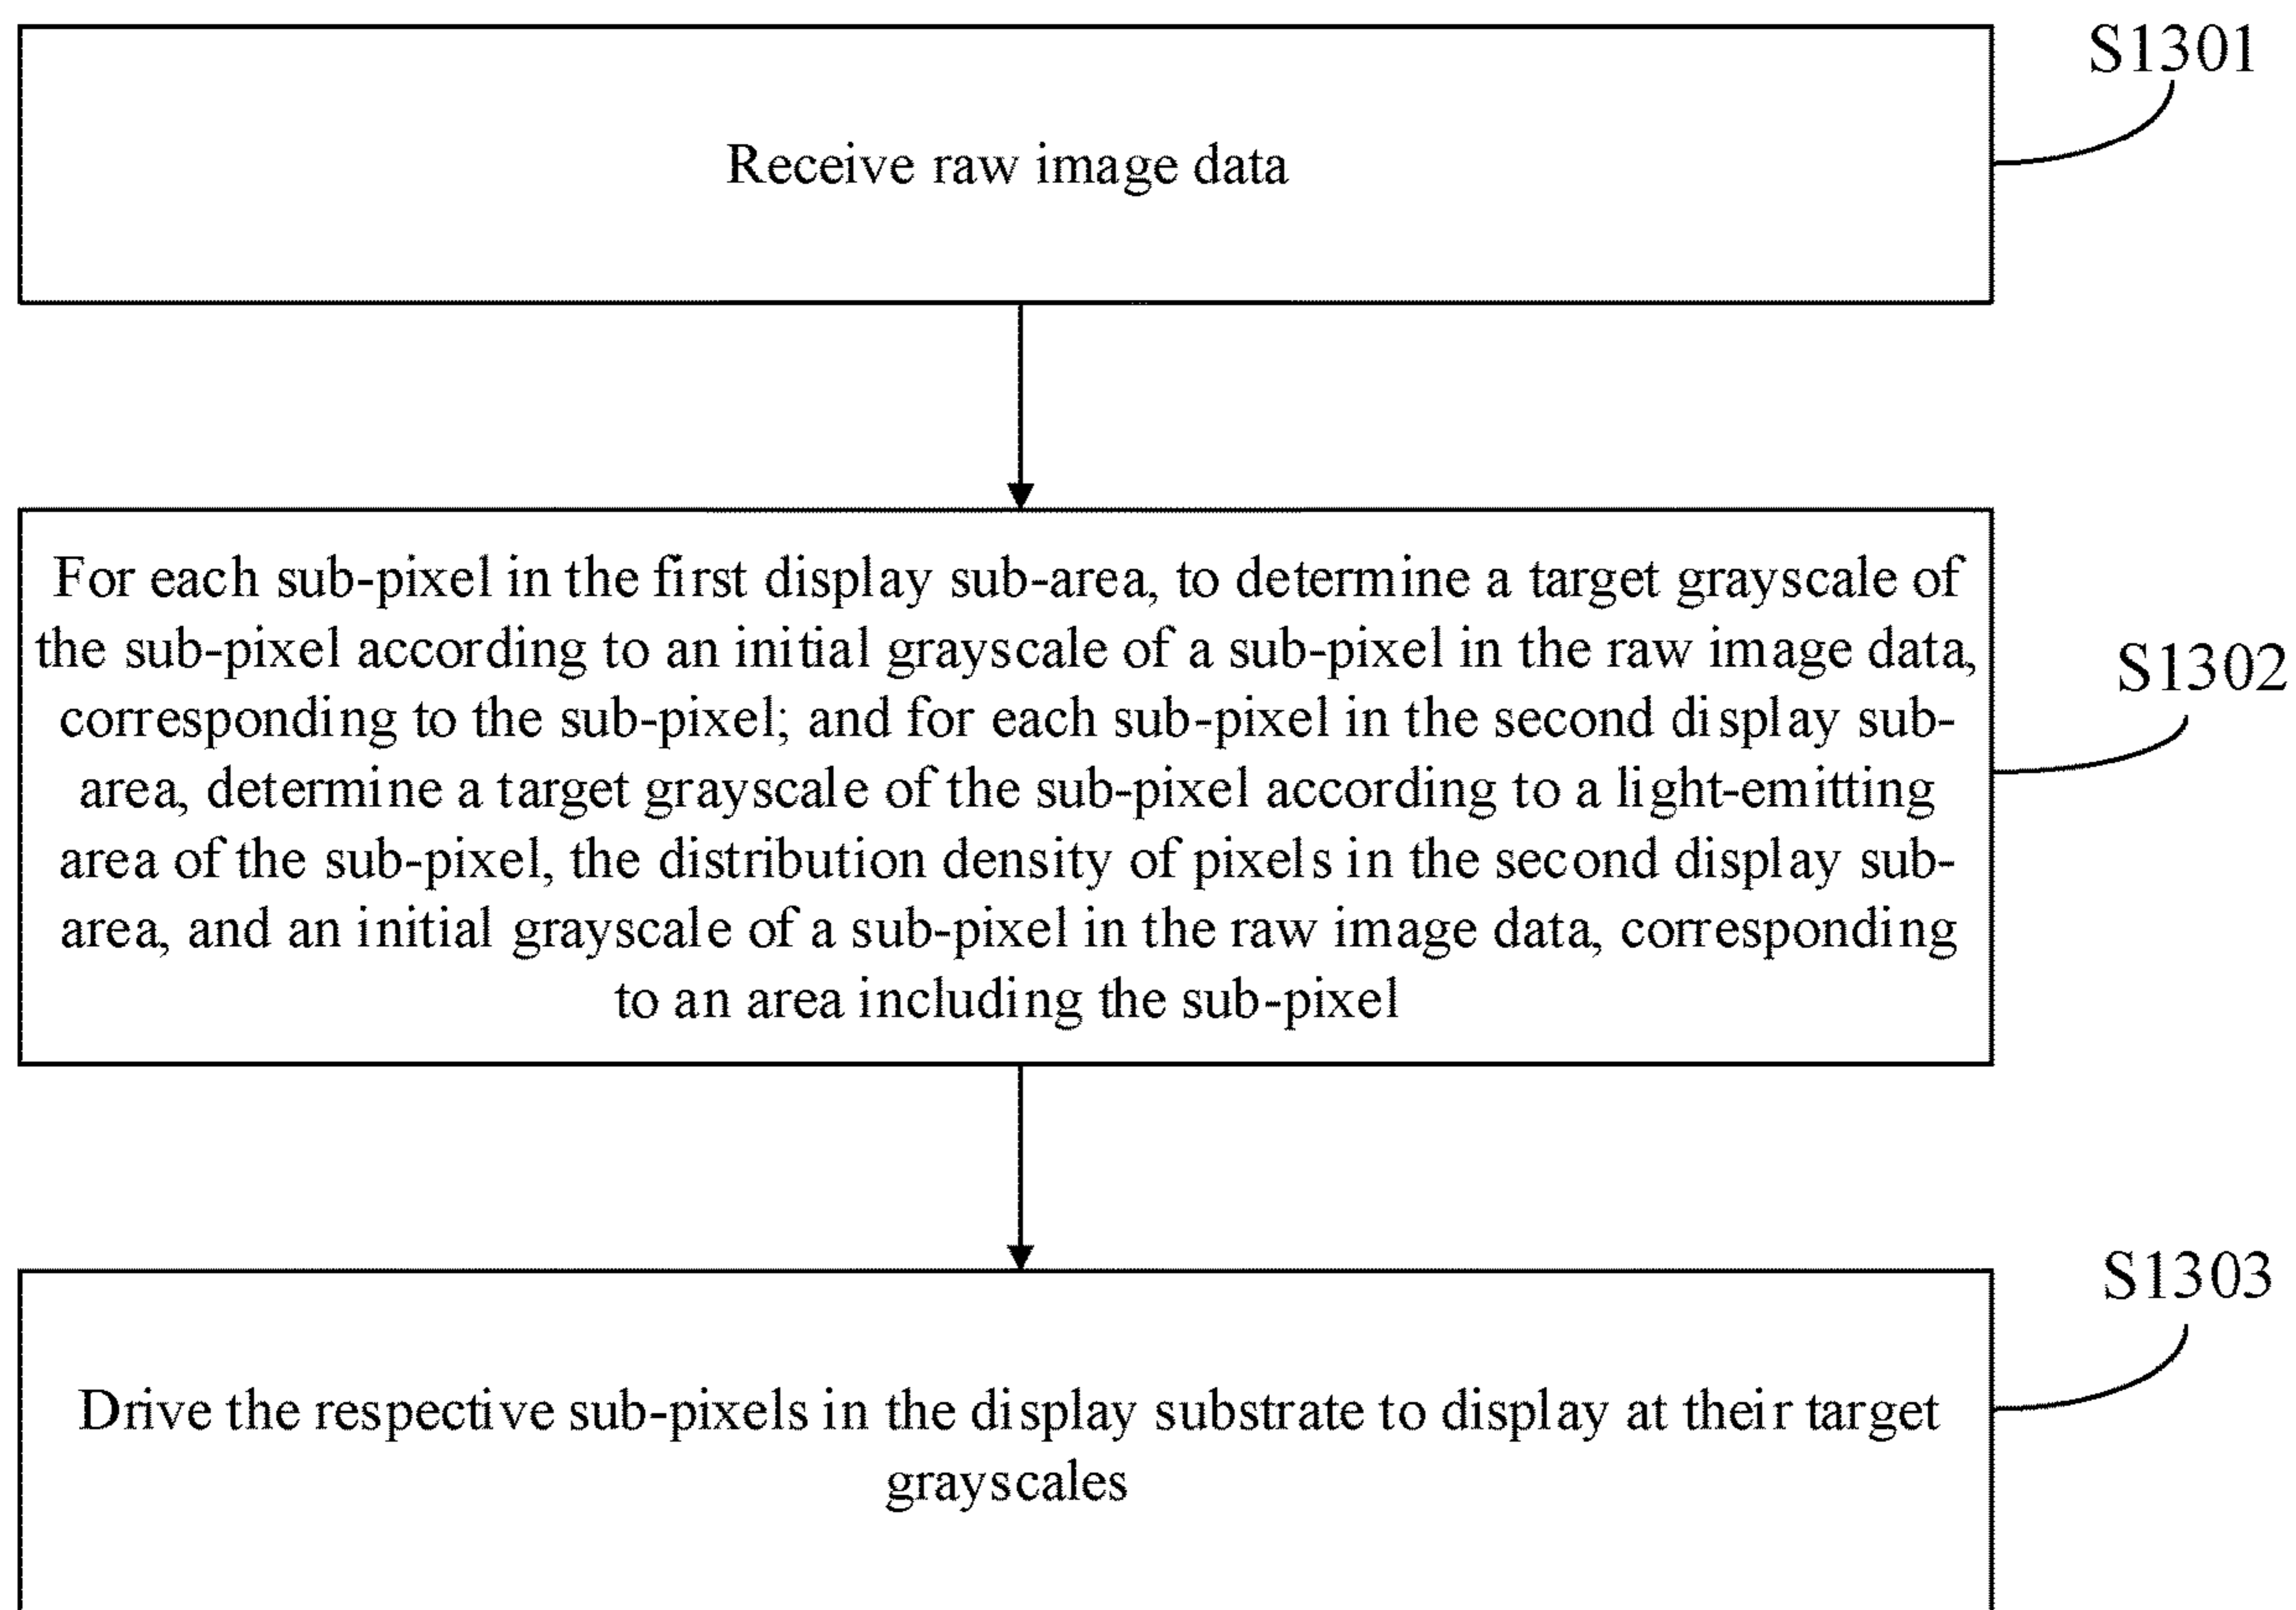 S1301
Receive raw image data
For each sub-pixel in the first display sub-area, to determine a target grayscale of
the sub-pixel according to an initial grayscale of a sub-pixel in the raw image data,
corresponding to the sub-pixel; and for each sub-pixel in the second display sub-
area, determine a target grayscale of the sub-pixel according to a light-emitting
area of the sub-pixel, the distribution density of pixels in the second display sub-
area, and an initial grayscale of a sub-pixel in the raw image data, corresponding
to an area including the sub-pixel
S1302
S1303
Drive the respective sub-pixels in the display substrate to display at their target
grayscales